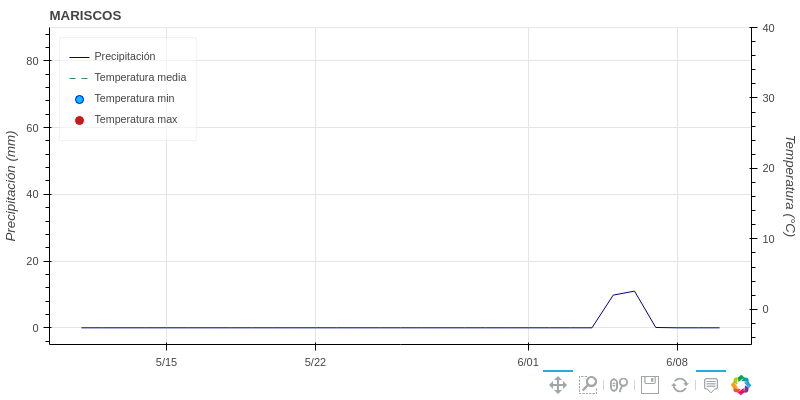 MARISCOS
Precipitación
Temperatura media
Temperatura min
Temperatura max
Precipitación (mm)
80
60
40
20
0
Temperatura (°C)
40
30
20
10
0
5/15
5/22
6/01
6/08